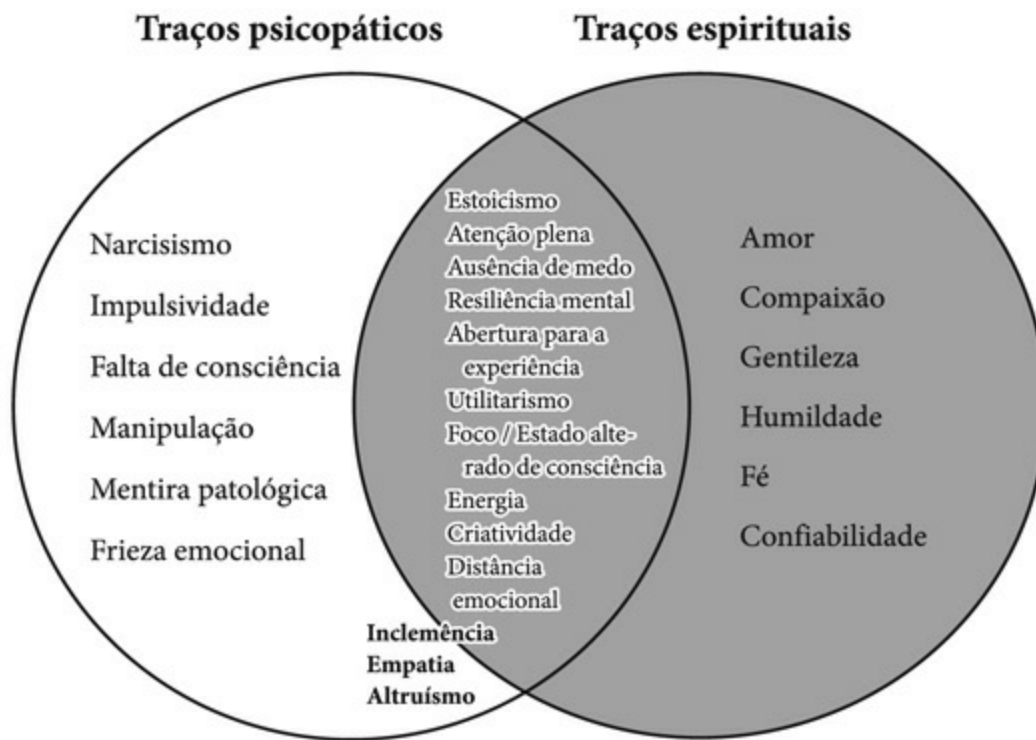 Traços psicopáticos
Traços espirituais
Narcisismo
Impulsividade
Falta de consciência
Manipulação
Mentira patológica
Frieza emocional
Estoicismo
Atenção plena
Ausência de medo
Resiliência mental
Abertura para a
experiência
Utilitarismo
Foco / Estado alte-
rado de consciência
Energia
Criatividade
Distância
emocional
Inclemência
Empatia
Altruísmo
Amor
Compaixão
Gentileza
Humildade
Fé
Confiabilidade